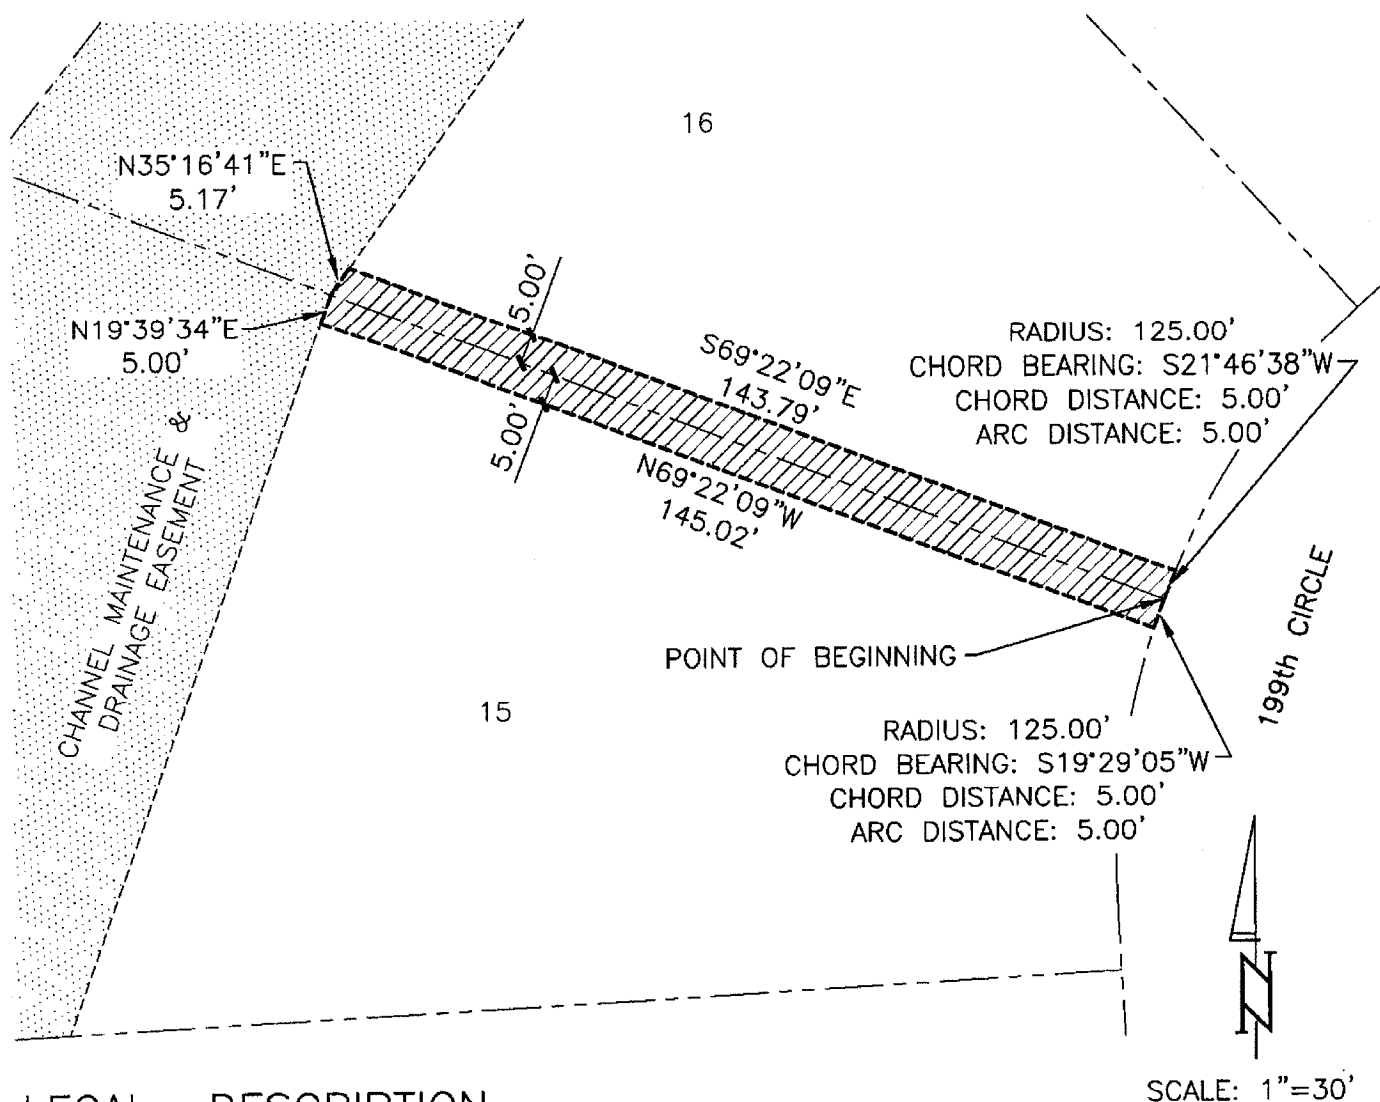 16
N35°16'41"E
5.17'
N19°39'34"E
5.00'
5.00'
5.00'
S69°22'09"E
143.79'
N69°22'09"W
145.02'
RADIUS: 125.00'
CHORD BEARING: S21°46'38"W
CHORD DISTANCE: 5.00'
ARC DISTANCE: 5.00'
CHANNEL MAINTENANCE &
DRAINAGE EASEMENT
POINT OF BEGINNING
199th CIRCLE
15
RADIUS: 125.00'
CHORD BEARING: S19°29'05"W
CHORD DISTANCE: 5.00'
ARC DISTANCE: 5.00'
N
SCALE: 1"=30'
LEGAL DESCRIPTION